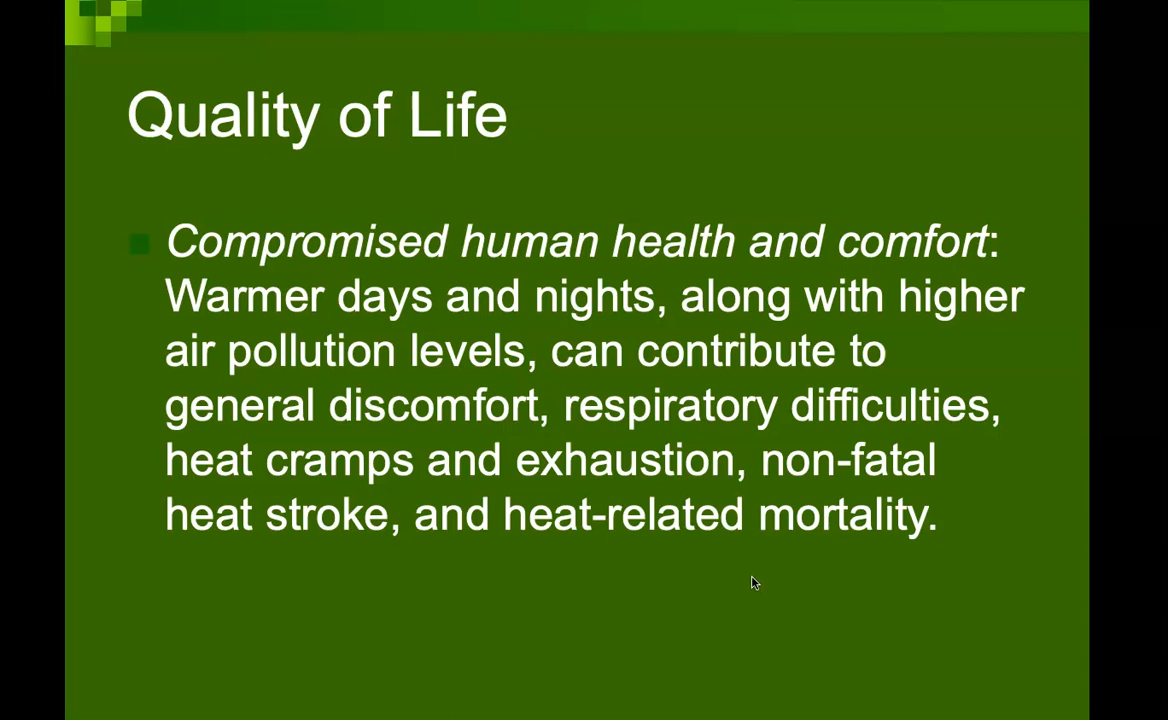 Quality of Life
Compromised human health and comfort:
Warmer days and nights, along with higher
air pollution levels, can contribute to
general discomfort, respiratory difficulties,
heat cramps and exhaustion, non-fatal
heat stroke, and heat-related mortality.